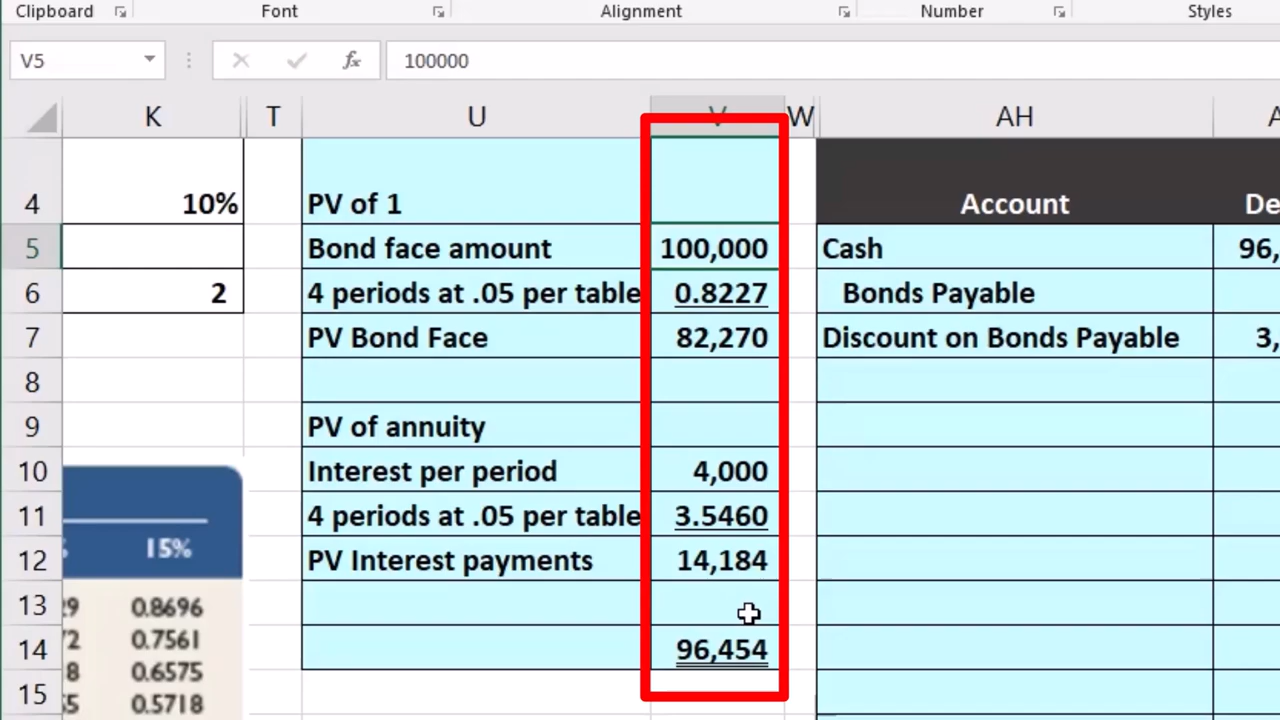 Clipboard Font Alignment Number Styles
V5 fx 100000
K T U V W AH
4 10% PV of 1 Account
5 Bond face amount 100,000 Cash
6 2 4 periods at .05 per table 0.8227 Bonds Payable
7 PV Bond Face 82,270 Discount on Bonds Payable
8
9 PV of annuity
10 Interest per period 4,000
11 4 periods at .05 per table 3.5460
12 PV Interest payments 14,184
13
14 96,454
15
15%
0.8696
0.7561
0.6575
0.5718